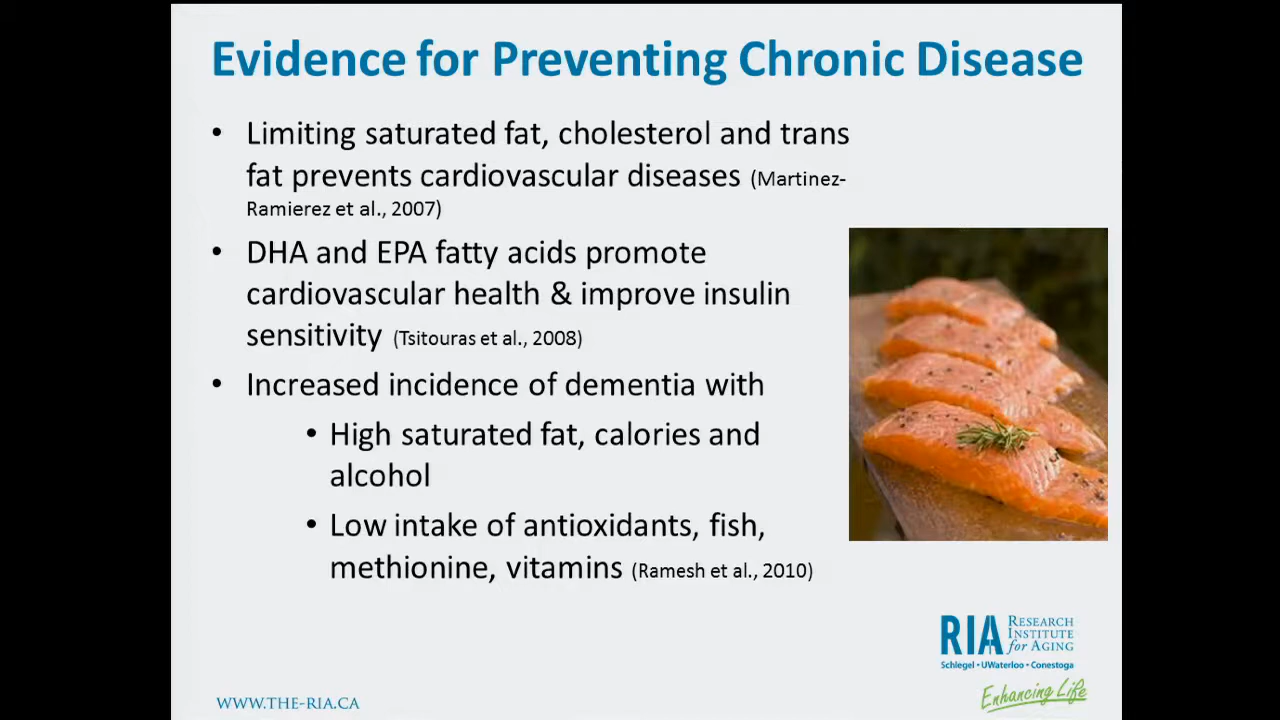 Evidence for Preventing Chronic Disease
• Limiting saturated fat, cholesterol and trans
fat prevents cardiovascular diseases (Martinez-
Ramierez et al., 2007)
• DHA and EPA fatty acids promote
cardiovascular health & improve insulin
sensitivity (Tsitouras et al., 2008)
• Increased incidence of dementia with
• High saturated fat, calories and
alcohol
• Low intake of antioxidants, fish,
methionine, vitamins (Ramesh et al., 2010)
RIA
RESEARCH
INSTITUTE
for AGING
Schlegel • UWaterloo • Conestoga
Enhancing Life
WWW.THE-RIA.CA